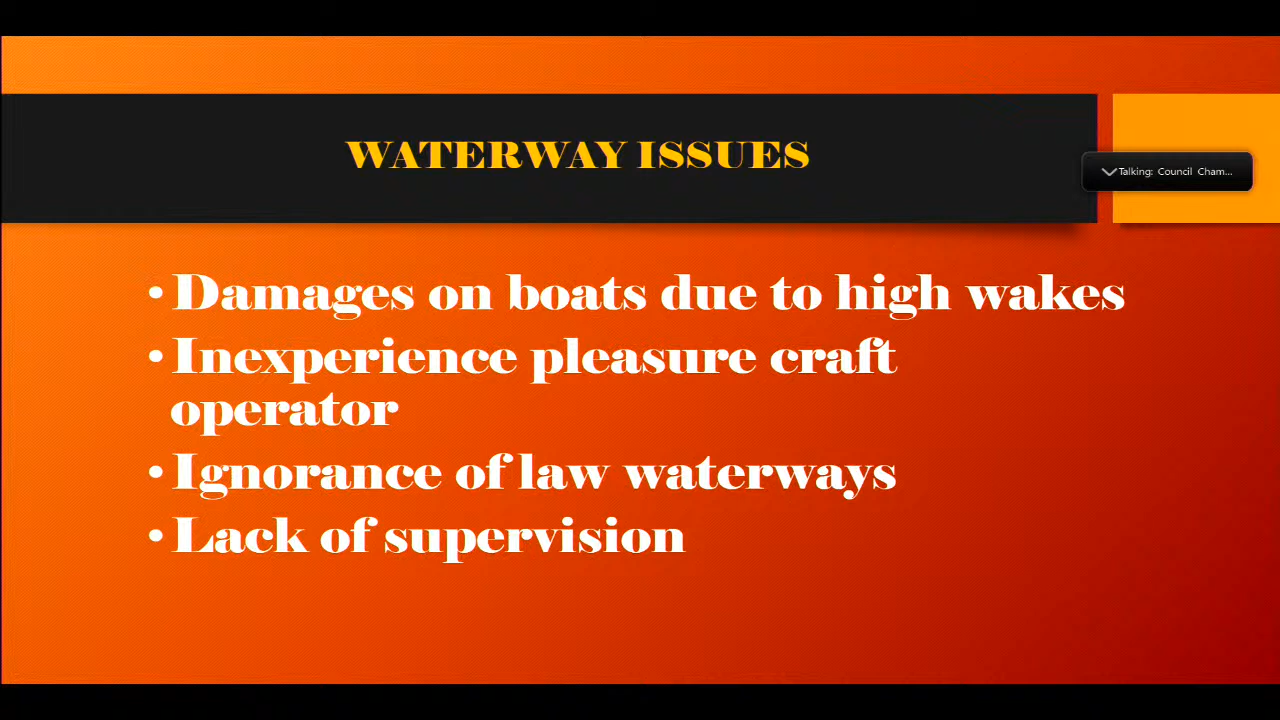 WATERWAY ISSUES
Talking: Council Cham...
• Damages on boats due to high wakes
• Inexperience pleasure craft
operator
• Ignorance of law waterways
• Lack of supervision